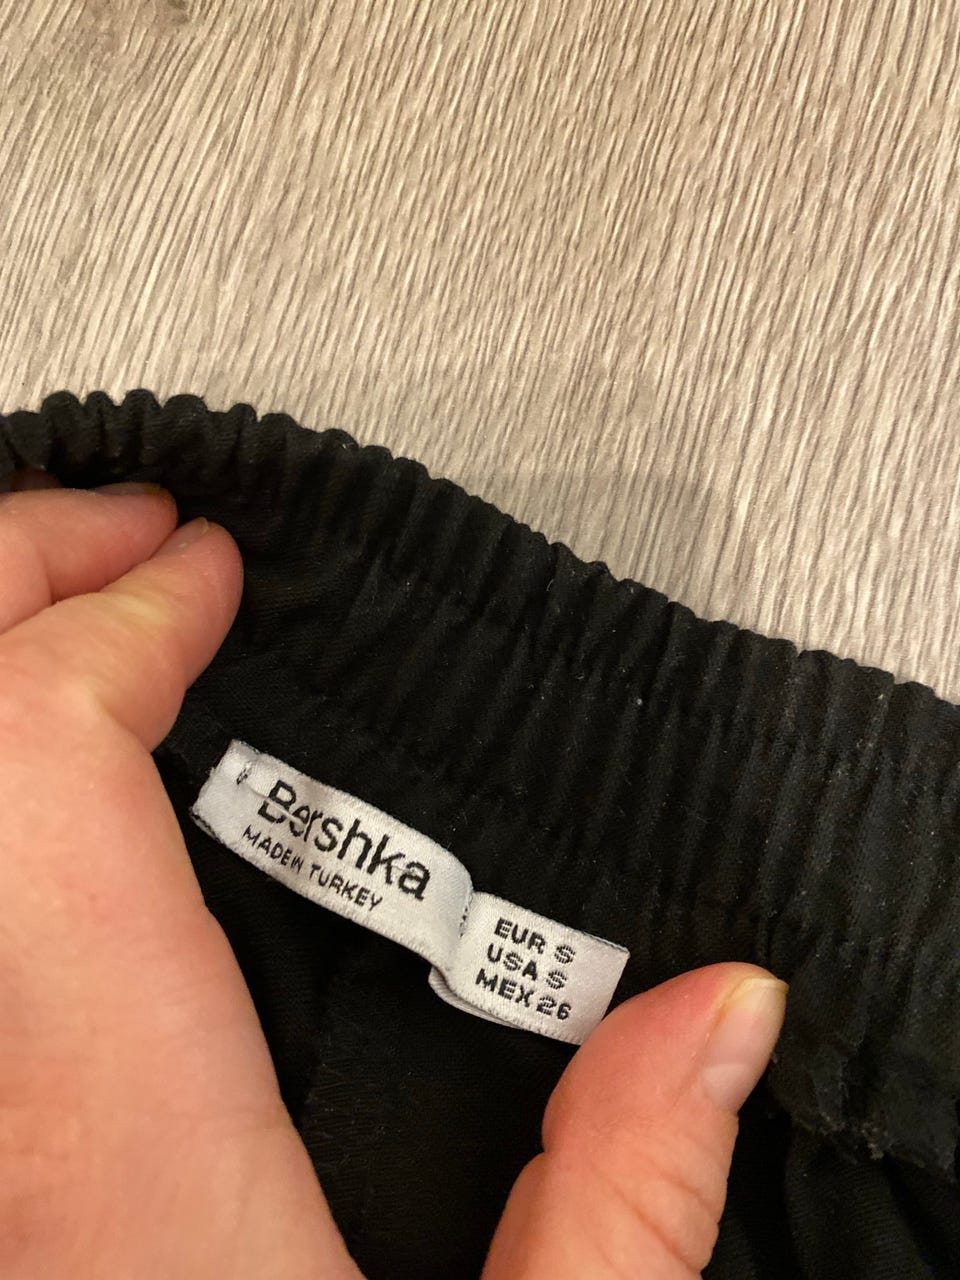 Bershka
MADE IN TURKEY
EUR S
USA S
MEX 26